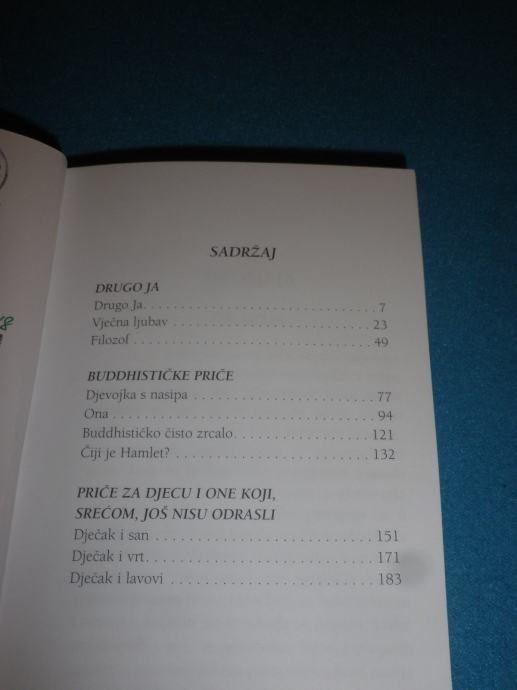 SADRŽAJ
DRUGO JA
Drugo Ja. . . . . . . . . . . . . . . . . . . . . . . . . . . . 7
Vječna ljubav . . . . . . . . . . . . . . . . . . . . . . . . 23
Filozof . . . . . . . . . . . . . . . . . . . . . . . . . . . . . 49
BUDDHISTIČKE PRIČE
Djevojka s nasipa . . . . . . . . . . . . . . . . . . . . . 77
Ona . . . . . . . . . . . . . . . . . . . . . . . . . . . . . . . 94
Buddhističko čisto zrcalo. . . . . . . . . . . . . . . . 121
Čiji je Hamlet? . . . . . . . . . . . . . . . . . . . . . . . 132
PRIČE ZA DJECU I ONE KOJI,
SREĆOM, JOŠ NISU ODRASLI
Dječak i san . . . . . . . . . . . . . . . . . . . . . . . . . 151
Dječak i vrt. . . . . . . . . . . . . . . . . . . . . . . . . . 171
Dječak i lavovi . . . . . . . . . . . . . . . . . . . . . . . 183